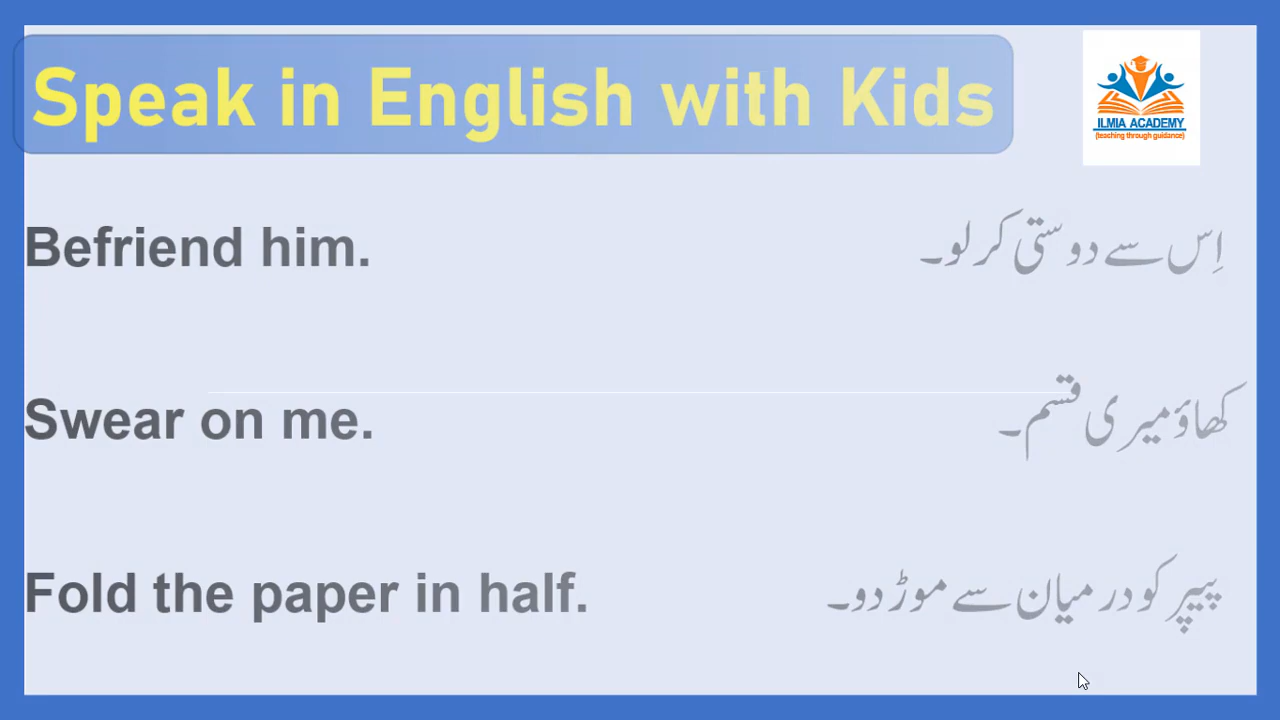 Speak in English with Kids
ILMIA ACADEMY
(teaching through guidance)
Befriend him.
اِس سے دوستی کر لو۔
Swear on me.
کھاؤ میری قسم۔
Fold the paper in half.
پیپر کو درمیان سے موڑ دو۔